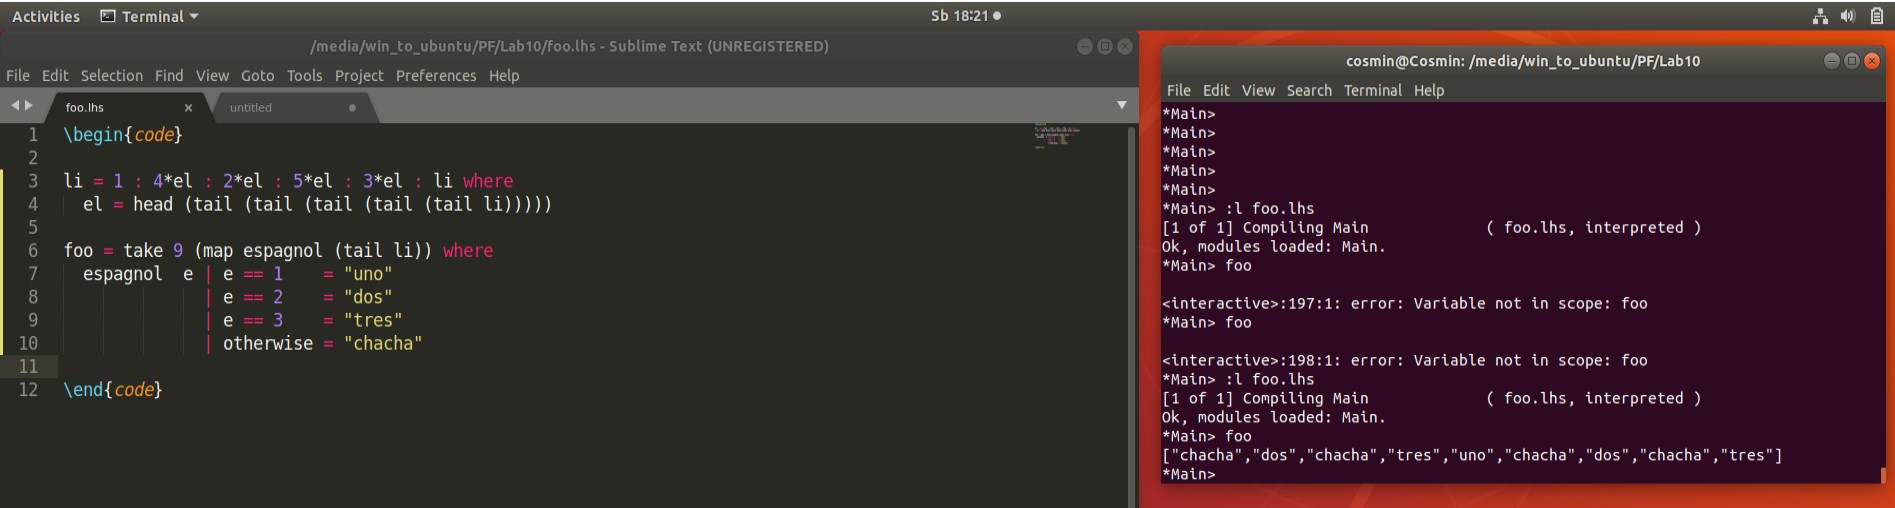 Activities Terminal Sb 18:21
/media/win_to_ubuntu/PF/Lab10/foo.lhs - Sublime Text (UNREGISTERED)
File Edit Selection Find View Goto Tools Project Preferences Help
foo.lhs untitled
1 \begin{code}
2
3 li = 1 : 4*el : 2*el : 5*el : 3*el : li where
4   el = head (tail (tail (tail (tail (tail li)))))
5
6 foo = take 9 (map espagnol (tail li)) where
7   espagnol  e | e == 1    = "uno"
8               | e == 2    = "dos"
9               | e == 3    = "tres"
10               | otherwise = "chacha"
11
12 \end{code}
cosmin@Cosmin: /media/win_to_ubuntu/PF/Lab10
File Edit View Search Terminal Help
*Main>
*Main>
*Main>
*Main>
*Main>
*Main> :l foo.lhs
[1 of 1] Compiling Main             ( foo.lhs, interpreted )
Ok, modules loaded: Main.
*Main> foo
<interactive>:197:1: error: Variable not in scope: foo
*Main> foo
<interactive>:198:1: error: Variable not in scope: foo
*Main> :l foo.lhs
[1 of 1] Compiling Main             ( foo.lhs, interpreted )
Ok, modules loaded: Main.
*Main> foo
["chacha","dos","chacha","tres","uno","chacha","dos","chacha","tres"]
*Main>